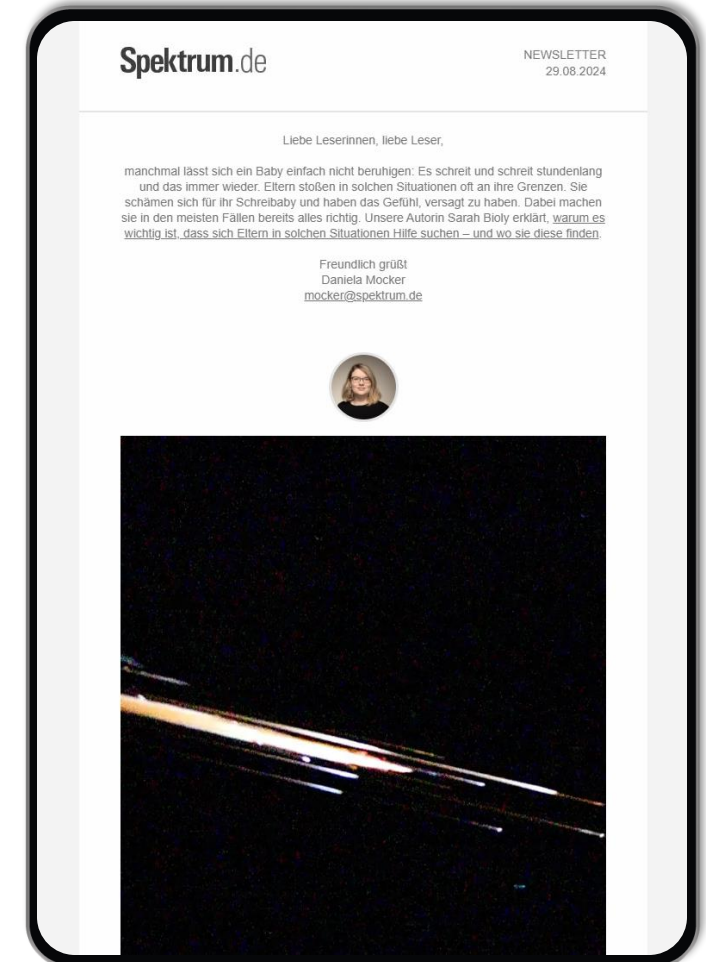 Spektrum.de
NEWSLETTER
29.08.2024
Liebe Leserinnen, liebe Leser,
manchmal lässt sich ein Baby einfach nicht beruhigen: Es schreit und schreit stundenlang
und das immer wieder. Eltern stoßen in solchen Situationen oft an ihre Grenzen. Sie
schämen sich für ihr Schreibaby und haben das Gefühl, versagt zu haben. Dabei machen
sie in den meisten Fällen bereits alles richtig. Unsere Autorin Sarah Bioly erklärt, warum es
wichtig ist, dass sich Eltern in solchen Situationen Hilfe suchen – und wo sie diese finden.
Freundlich grüßt
Daniela Mocker
mocker@spektrum.de